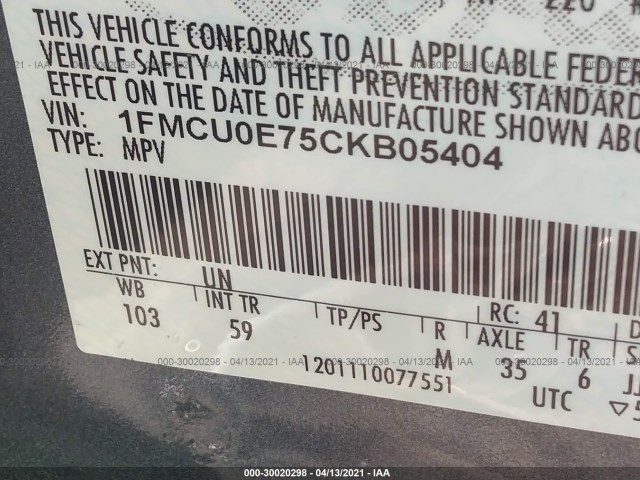 220
THIS VEHICLE CONFORMS TO ALL APPLICABLE FEDER
VEHICLE SAFETY AND THEFT PREVENTION STANDARD
EFFECT ON THE DATE OF MANUFACTURE SHOWN ABO
VIN: 1FMCU0E75CKB05404
TYPE: MPV
EXT PNT: UN RC: 41
WB INT TR TP/PS R AXLE TR
103 59 M 35 6
1201110077551 UTC
000-30020298 - 04/13/2021 - IAA